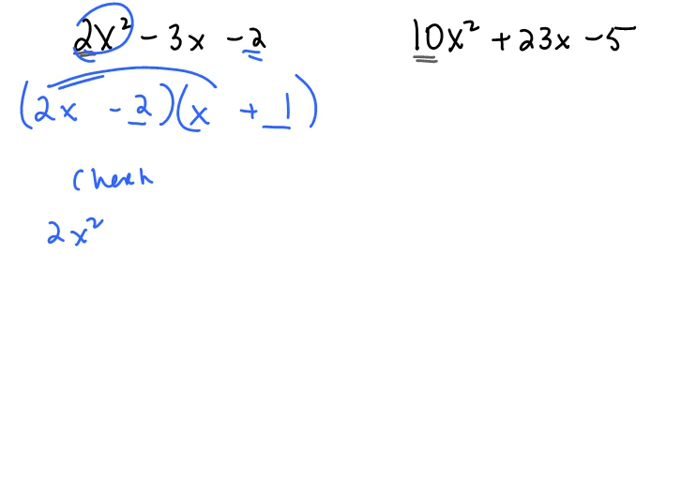 2x² - 3x - 2
10x² + 23x - 5
(2x - 2)(x + 1)
Check
2x²